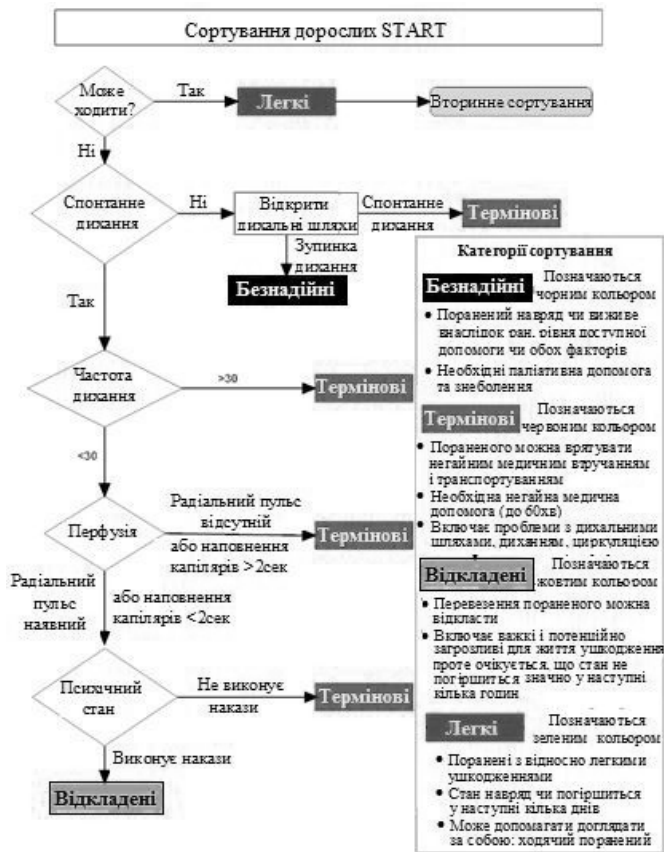 Сортування дорослих START
Може
ходити?
Так
Легкі
Вторинне сортування
Ні
Спонтанне
дихання
Ні
Відкрити
дихальні шляхи
Спонтанне
дихання
Термінові
Зупинка
дихання
Безнадійні
Так
Частота
дихання
>30
Термінові
<30
Перфузія
Радіальний пульс
відсутній
або наповнення
капілярів >2сек
Термінові
Радіальний
пульс
наявний
або наповнення
капілярів <2сек
Психічний
стан
Не виконує
накази
Термінові
Виконує накази
Відкладені
Категорії сортування
Безнадійні
Позначаються
чорним кольором
• Поранений навряд чи виживе
внаслідок ран, рівня доступної
допомоги чи обох факторів
• Необхідні паліативна допомога
та знеболення
Термінові
Позначаються
червоним кольором
• Пораненого можна врятувати
негайним медичним втручанням
і транспортуванням
• Необхідна негайна медична
допомога (до 60хв)
• Включає проблеми з дихальними
шляхами, диханням, циркуляцією
Відкладені
Позначаються
жовтим кольором
• Перевезення пораненого можна
відкласти
• Включає важкі і потенційно
загрозливі для життя ушкодження
проте очікується, що стан не
погіршиться значно у наступні
кілька годин
Легкі
Позначаються
зеленим кольором
• Поранені з відносно легкими
ушкодженнями
• Стан навряд чи погіршиться
у наступні кілька днів
• Може допомагати доглядати
за собою: ходячий поранений